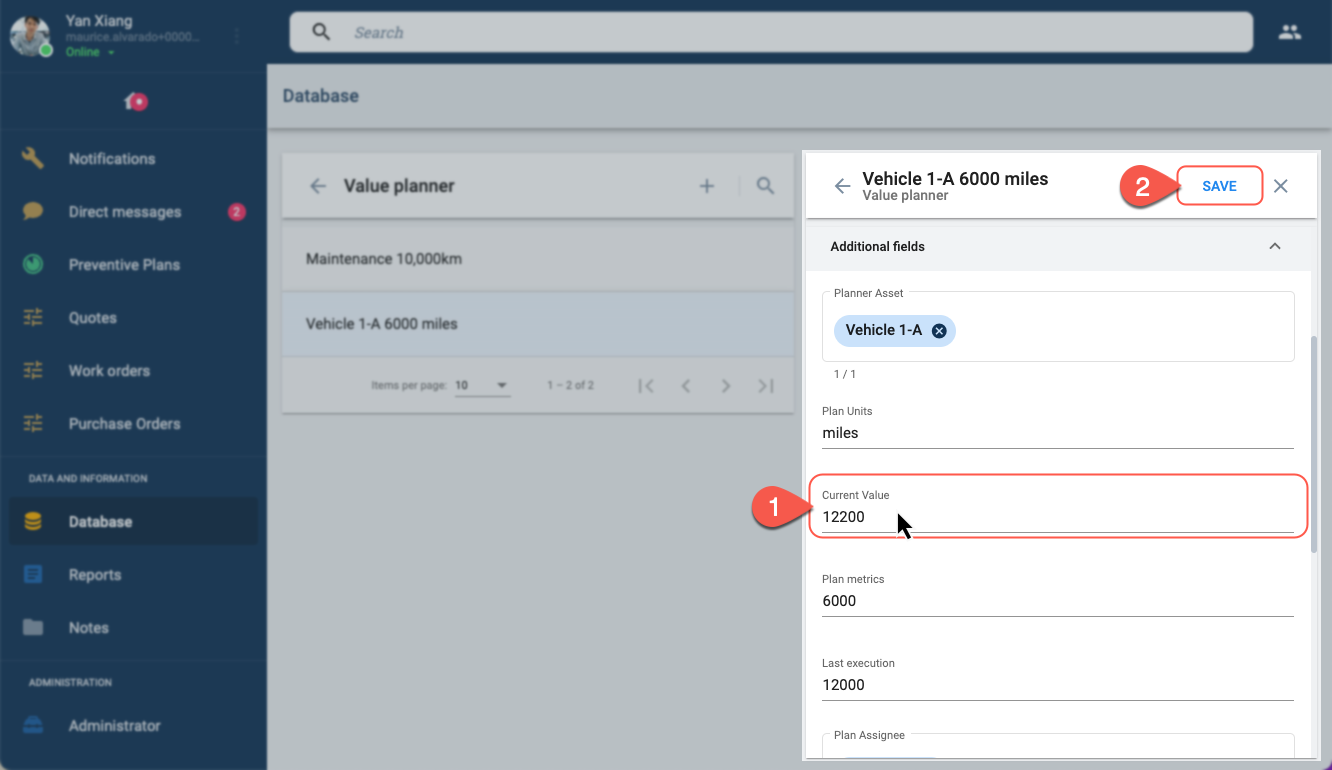 Yan Xiang
maurice.alvarado+0000...
Online
Search
Database
Notifications
Direct messages 2
Preventive Plans
Quotes
Work orders
Purchase Orders
DATA AND INFORMATION
Database
Reports
Notes
ADMINISTRATION
Administrator
Value planner
Maintenance 10,000km
Vehicle 1-A 6000 miles
Items per page: 10 1 – 2 of 2
Vehicle 1-A 6000 miles
Value planner
2 SAVE
Additional fields
Planner Asset
Vehicle 1-A
1 / 1
Plan Units
miles
1
Current Value
12200
Plan metrics
6000
Last execution
12000
Plan Assignee